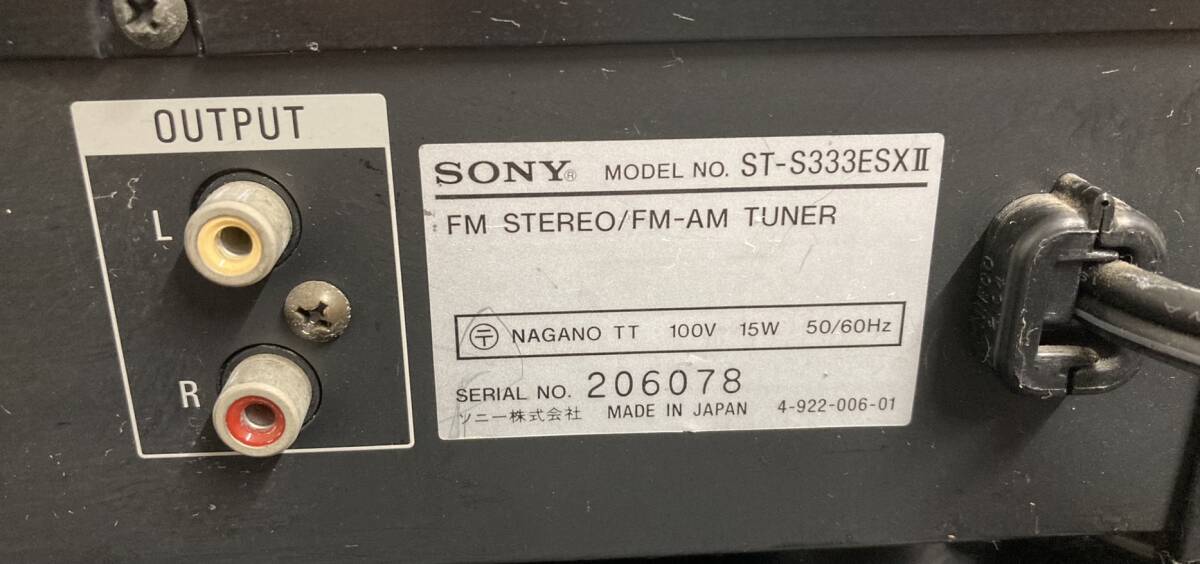 OUTPUT
L
R
SONY® MODEL NO. ST-S333ESXII
FM STEREO/FM-AM TUNER
〒 NAGANO TT 100V 15W 50/60Hz
SERIAL NO. 206078
ソニー株式会社 MADE IN JAPAN 4-922-006-01